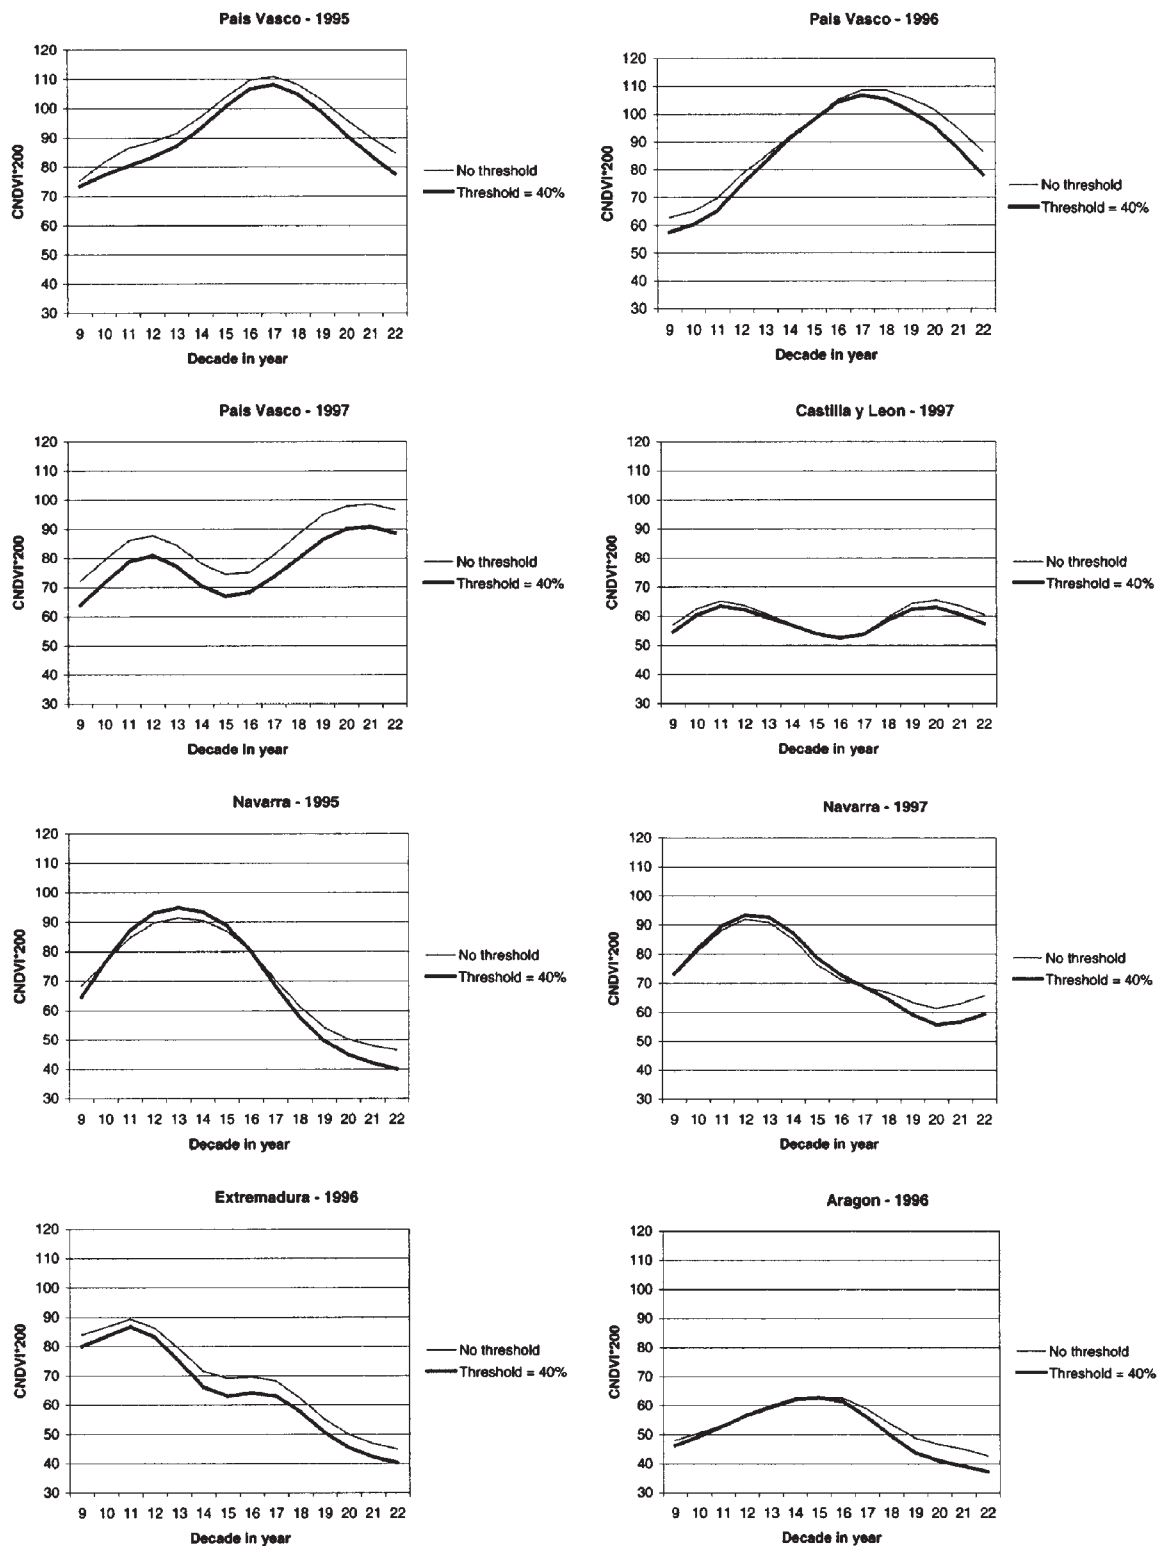 Pais Vasco - 1995
120
110
100
90
80
70
60
50
40
30
CNDVI*200
9 10 11 12 13 14 15 16 17 18 19 20 21 22
Decade in year
No threshold
Threshold = 40%
Pais Vasco - 1996
120
110
100
90
80
70
60
50
40
30
CNDVI*200
9 10 11 12 13 14 15 16 17 18 19 20 21 22
Decade in year
No threshold
Threshold = 40%
Pais Vasco - 1997
120
110
100
90
80
70
60
50
40
30
CNDVI*200
9 10 11 12 13 14 15 16 17 18 19 20 21 22
Decade in year
No threshold
Threshold = 40%
Castilla y Leon - 1997
120
110
100
90
80
70
60
50
40
30
CNDVI*200
9 10 11 12 13 14 15 16 17 18 19 20 21 22
Decade in year
No threshold
Threshold = 40%
Navarra - 1995
120
110
100
90
80
70
60
50
40
30
CNDVI*200
9 10 11 12 13 14 15 16 17 18 19 20 21 22
Decade in year
No threshold
Threshold = 40%
Navarra - 1997
120
110
100
90
80
70
60
50
40
30
CNDVI*200
9 10 11 12 13 14 15 16 17 18 19 20 21 22
Decade in year
No threshold
Threshold = 40%
Extremadura - 1996
120
110
100
90
80
70
60
50
40
30
CNDVI*200
9 10 11 12 13 14 15 16 17 18 19 20 21 22
Decade in year
No threshold
Threshold = 40%
Aragon - 1996
120
110
100
90
80
70
60
50
40
30
CNDVI*200
9 10 11 12 13 14 15 16 17 18 19 20 21 22
Decade in year
No threshold
Threshold = 40%